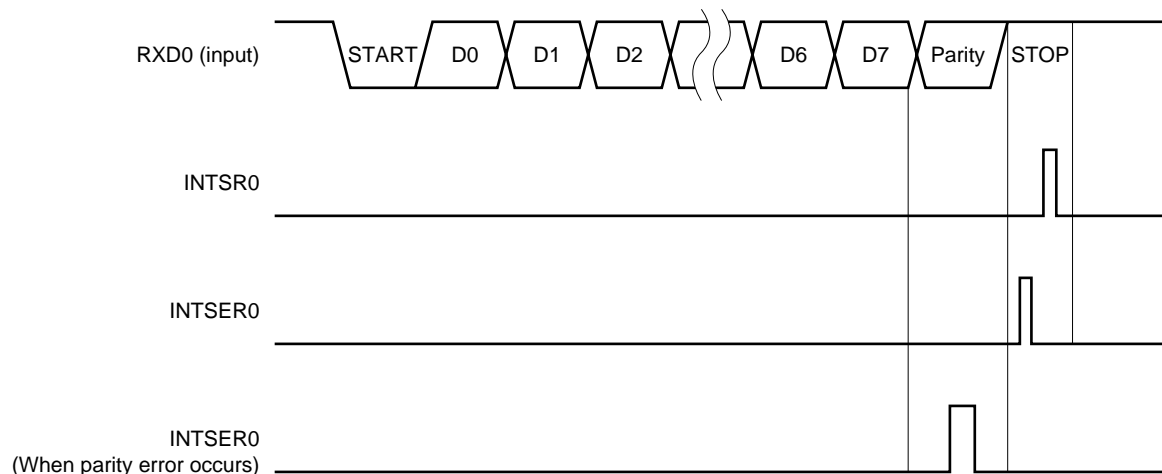 RXD0 (input)
START D0 D1 D2 D6 D7 Parity STOP
INTSR0
INTSER0
INTSER0
(When parity error occurs)